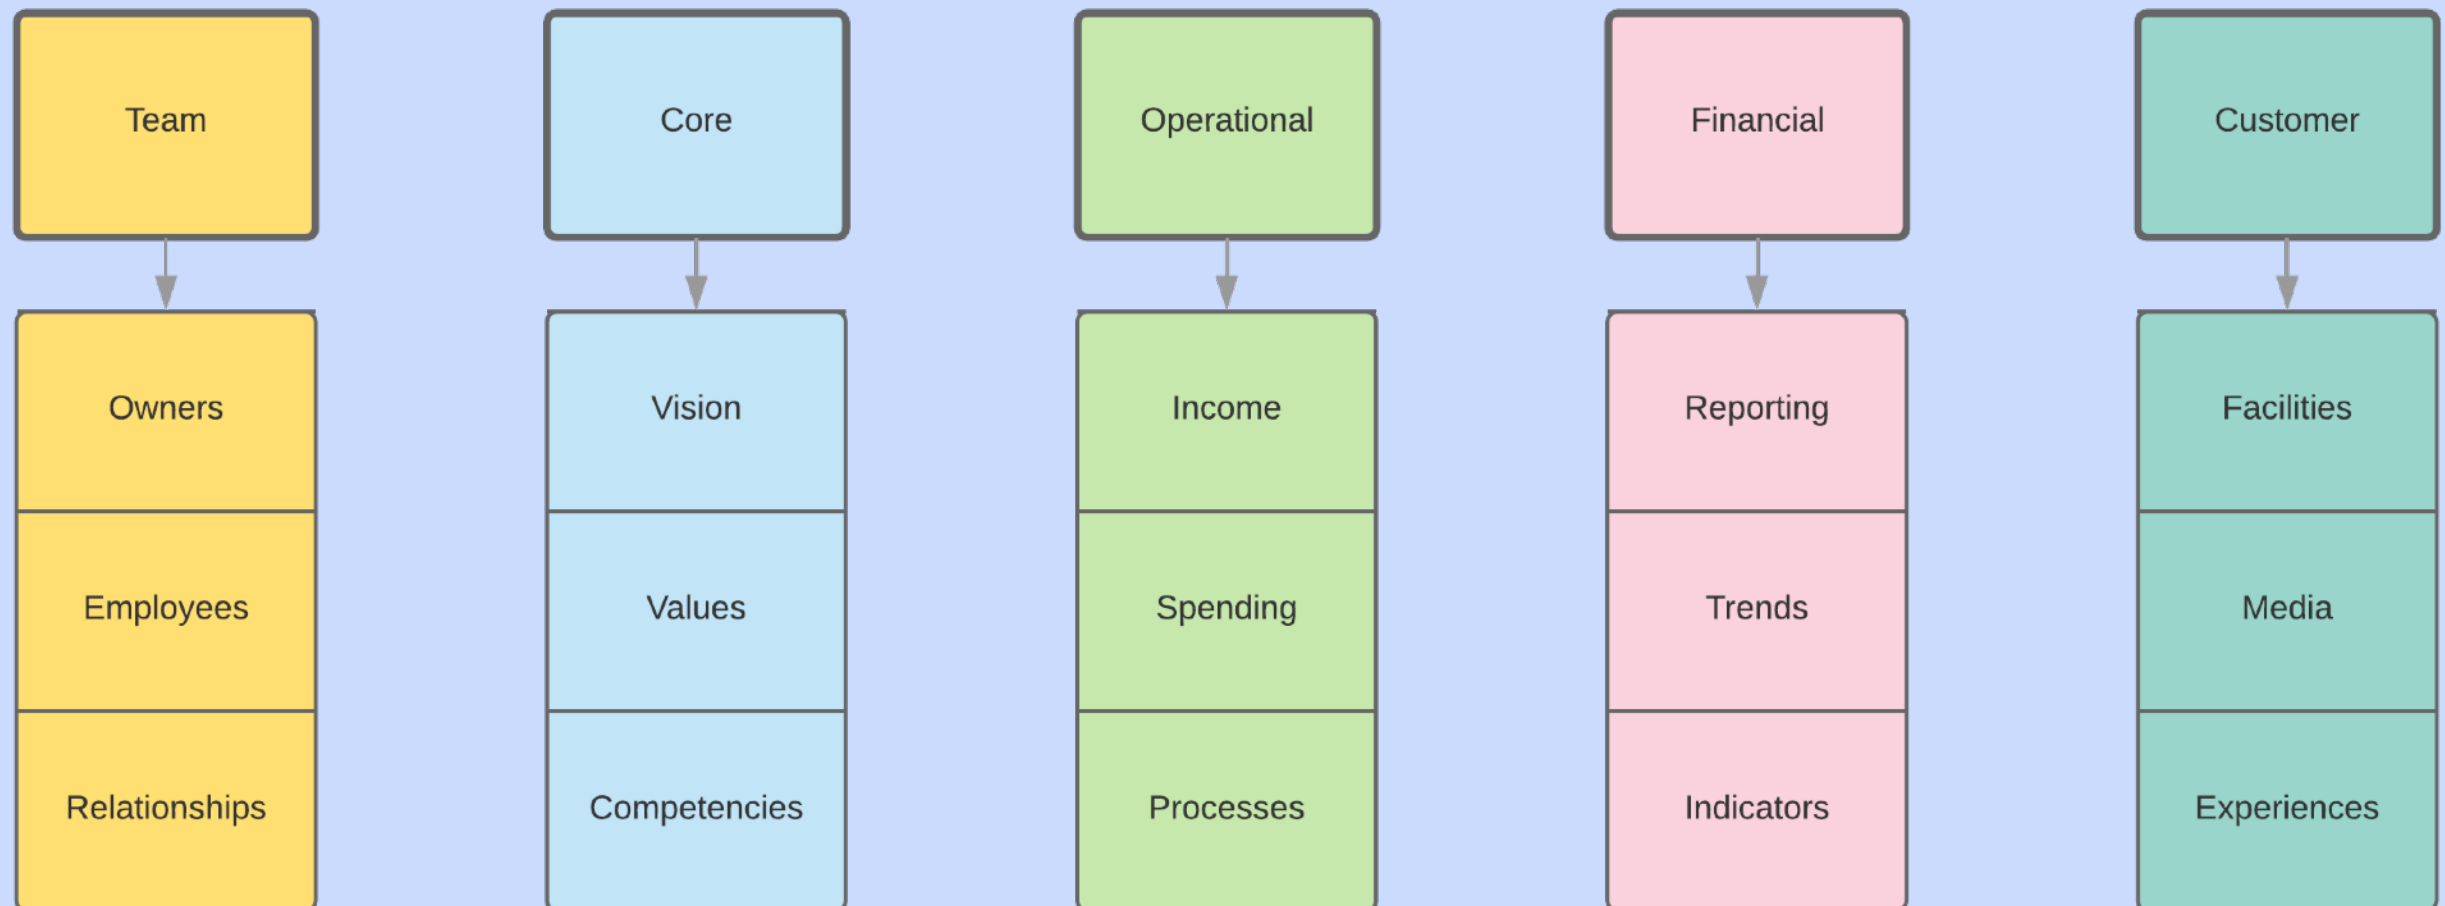 Team
Core
Operational
Financial
Customer
Owners
Vision
Income
Reporting
Facilities
Employees
Values
Spending
Trends
Media
Relationships
Competencies
Processes
Indicators
Experiences